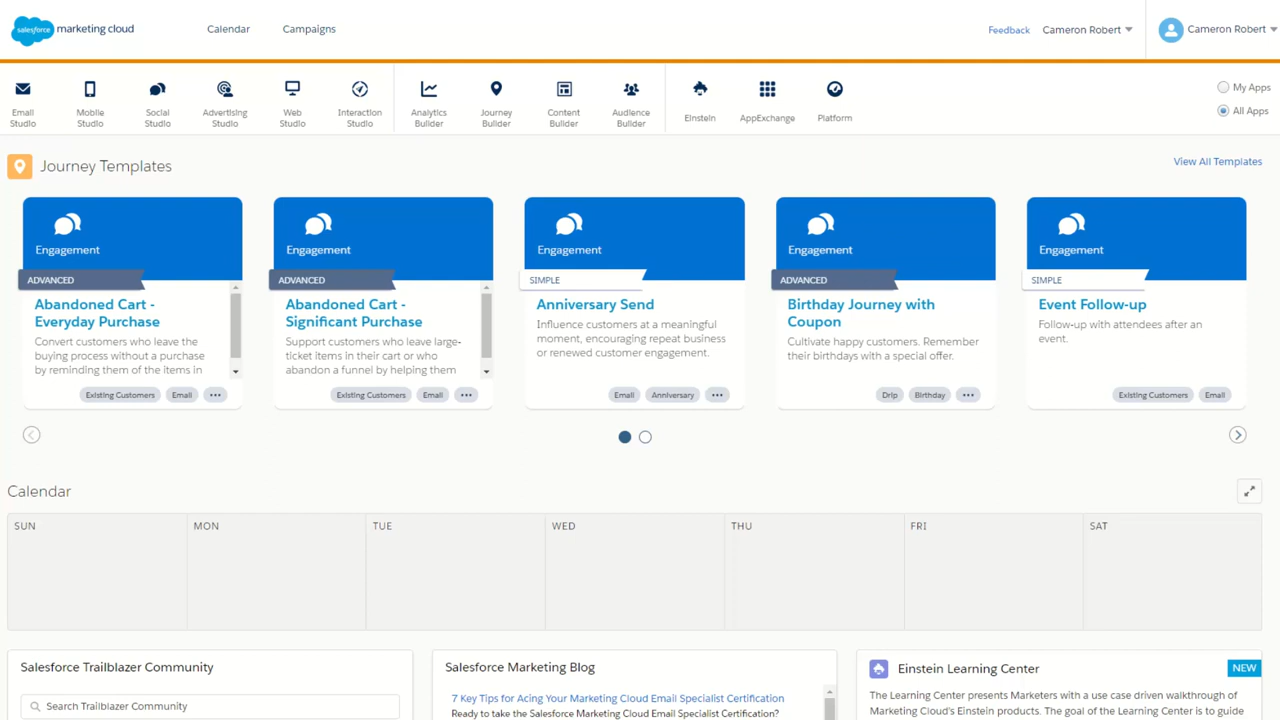 salesforce marketing cloud
Calendar
Campaigns
Feedback
Cameron Robert
Cameron Robert
Email
Studio
Mobile
Studio
Social
Studio
Advertising
Studio
Web
Studio
Interaction
Studio
Analytics
Builder
Journey
Builder
Content
Builder
Audience
Builder
Einstein
AppExchange
Platform
My Apps
All Apps
Journey Templates
View All Templates
Engagement
ADVANCED
Abandoned Cart -
Everyday Purchase
Convert customers who leave the
buying process without a purchase
by reminding them of the items in
Existing Customers Email •••
Engagement
ADVANCED
Abandoned Cart -
Significant Purchase
Support customers who leave large-
ticket items in their cart or who
abandon a funnel by helping them
Existing Customers Email •••
Engagement
SIMPLE
Anniversary Send
Influence customers at a meaningful
moment, encouraging repeat business
or renewed customer engagement.
Email Anniversary •••
Engagement
ADVANCED
Birthday Journey with
Coupon
Cultivate happy customers. Remember
their birthdays with a special offer.
Drip Birthday •••
Engagement
SIMPLE
Event Follow-up
Follow-up with attendees after an
event.
Existing Customers Email
Calendar
SUN MON TUE WED THU FRI SAT
Salesforce Trailblazer Community
Search Trailblazer Community
Salesforce Marketing Blog
7 Key Tips for Acing Your Marketing Cloud Email Specialist Certification
Ready to take the Salesforce Marketing Cloud Email Specialist Certification?
Einstein Learning Center
NEW
The Learning Center presents Marketers with a use case driven walkthrough of
Marketing Cloud's Einstein products. The goal of the Learning Center is to guide